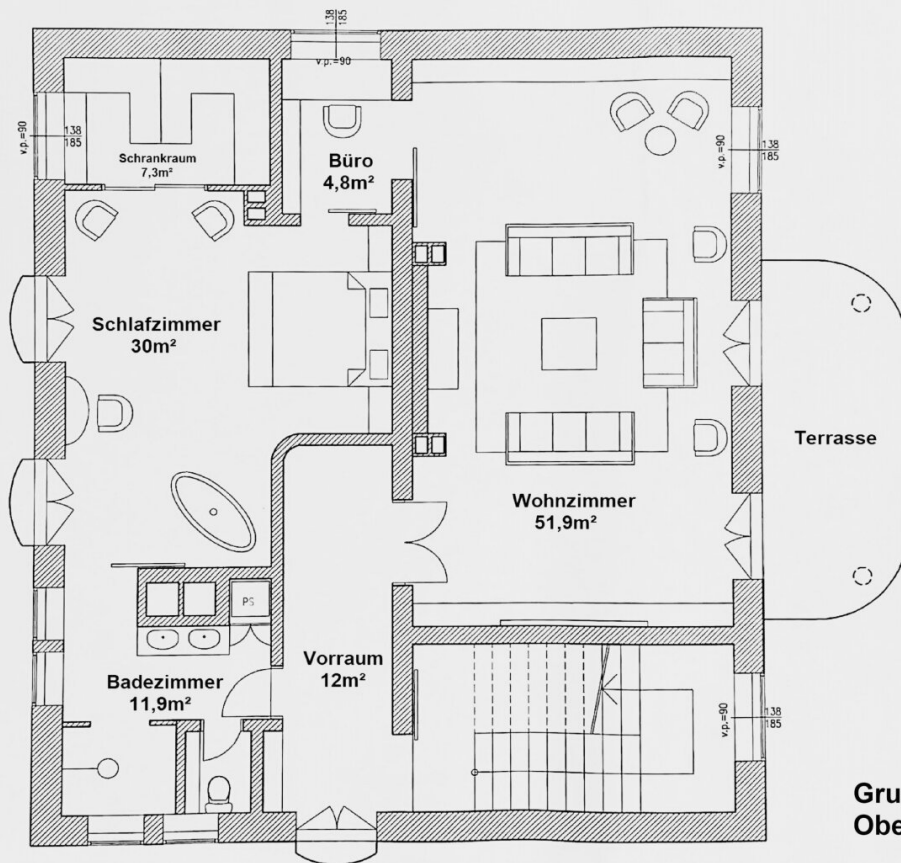 138
185
v.p.=90
v.p.=90
138
185
Schrankraum
7,3m²
Büro
4,8m²
v.p.=90
138
185
Schlafzimmer
30m²
Terrasse
Wohnzimmer
51,9m²
PS
Vorraum
12m²
Badezimmer
11,9m²
v.p.=90
138
185
Gru
Obe